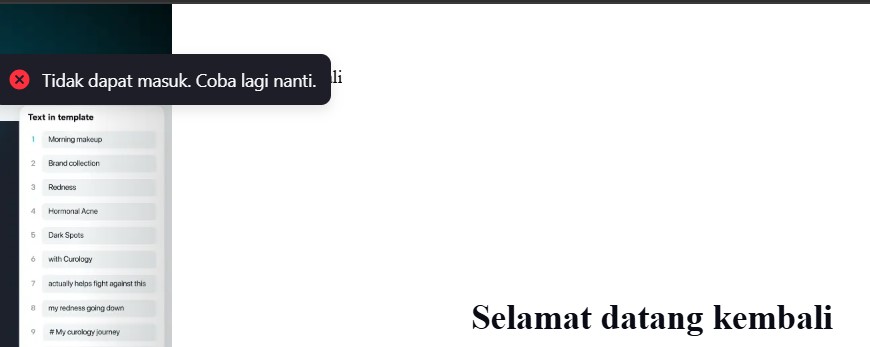 Tidak dapat masuk. Coba lagi nanti.
Text in template
1 Morning makeup
2 Brand collection
3 Redness
4 Hormonal Acne
5 Dark Spots
6 with Curology
7 actually helps fight against this
8 my redness going down
9 # My curology journey
Selamat datang kembali